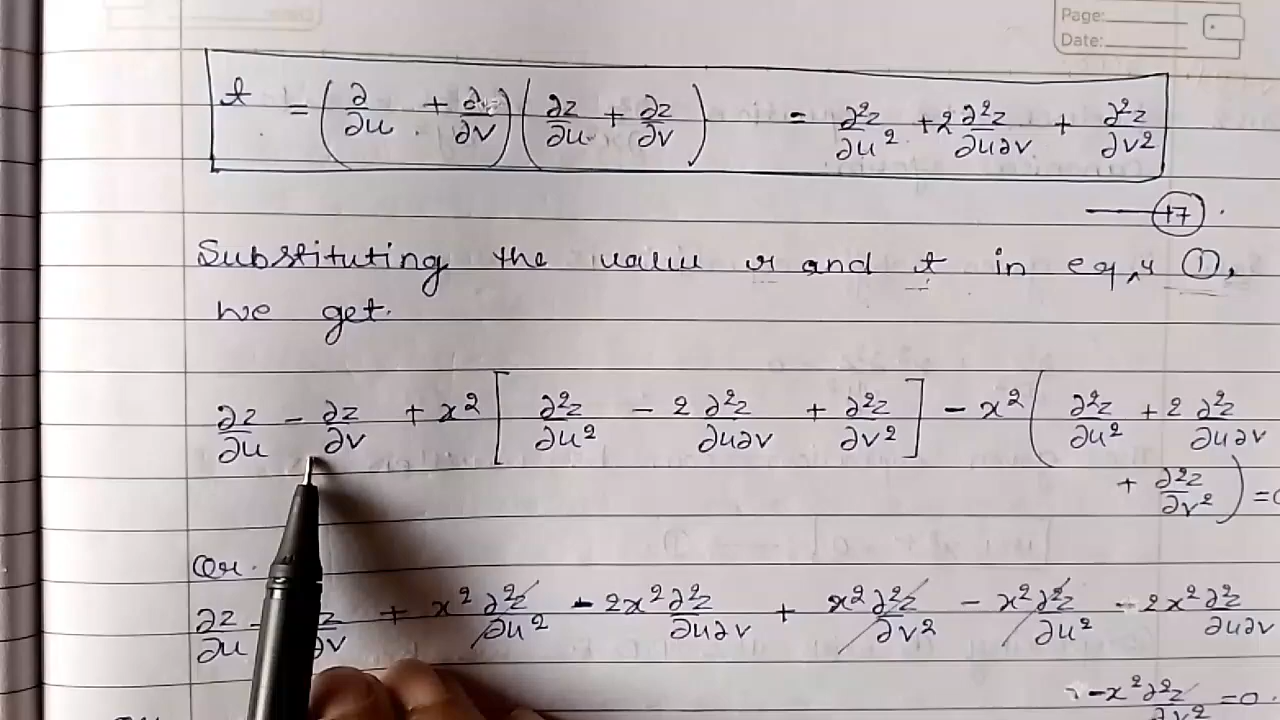 Page:
Date:
t = (∂/∂u + ∂/∂v) (∂z/∂u + ∂z/∂v) = ∂²z/∂u² + 2 ∂²z/∂u∂v + ∂²z/∂v²
Substituting the value r and t in eqⁿ ①,
we get.
∂z/∂u - ∂z/∂v + x² [∂²z/∂u² - 2 ∂²z/∂u∂v + ∂²z/∂v²] - x² (∂²z/∂u² + 2 ∂²z/∂u∂v
+ ∂²z/∂v²) = 0
Or.
∂z/∂u - ∂z/∂v + x² ∂²z/∂u² - 2x² ∂²z/∂u∂v + x² ∂²z/∂v² - x² ∂²z/∂u² - 2x² ∂²z/∂u∂v
- x² ∂²z/∂v² = 0.